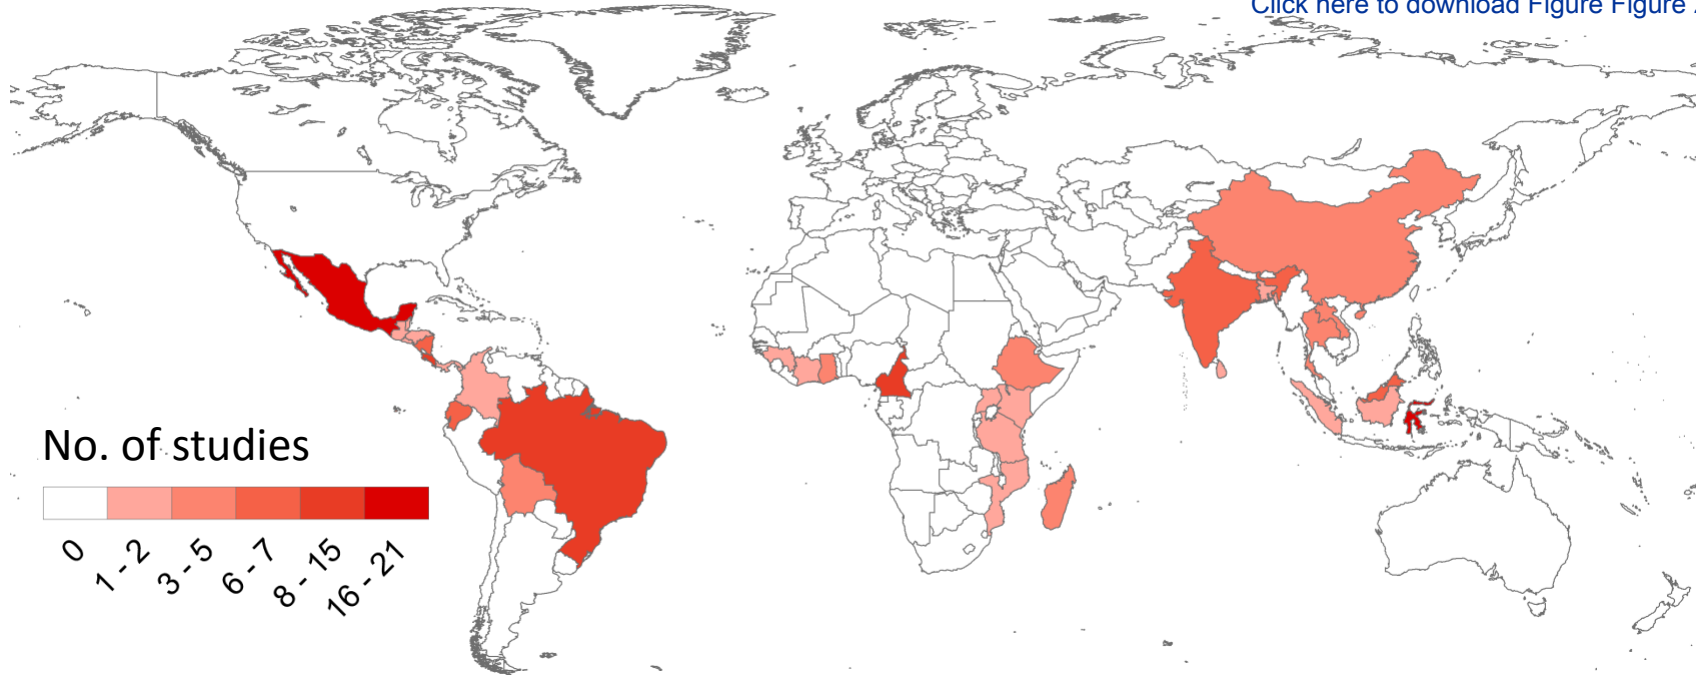 Click here to download Figure Figure
No. of studies
0
1 - 2
3 - 5
6 - 7
8 - 15
16 - 21